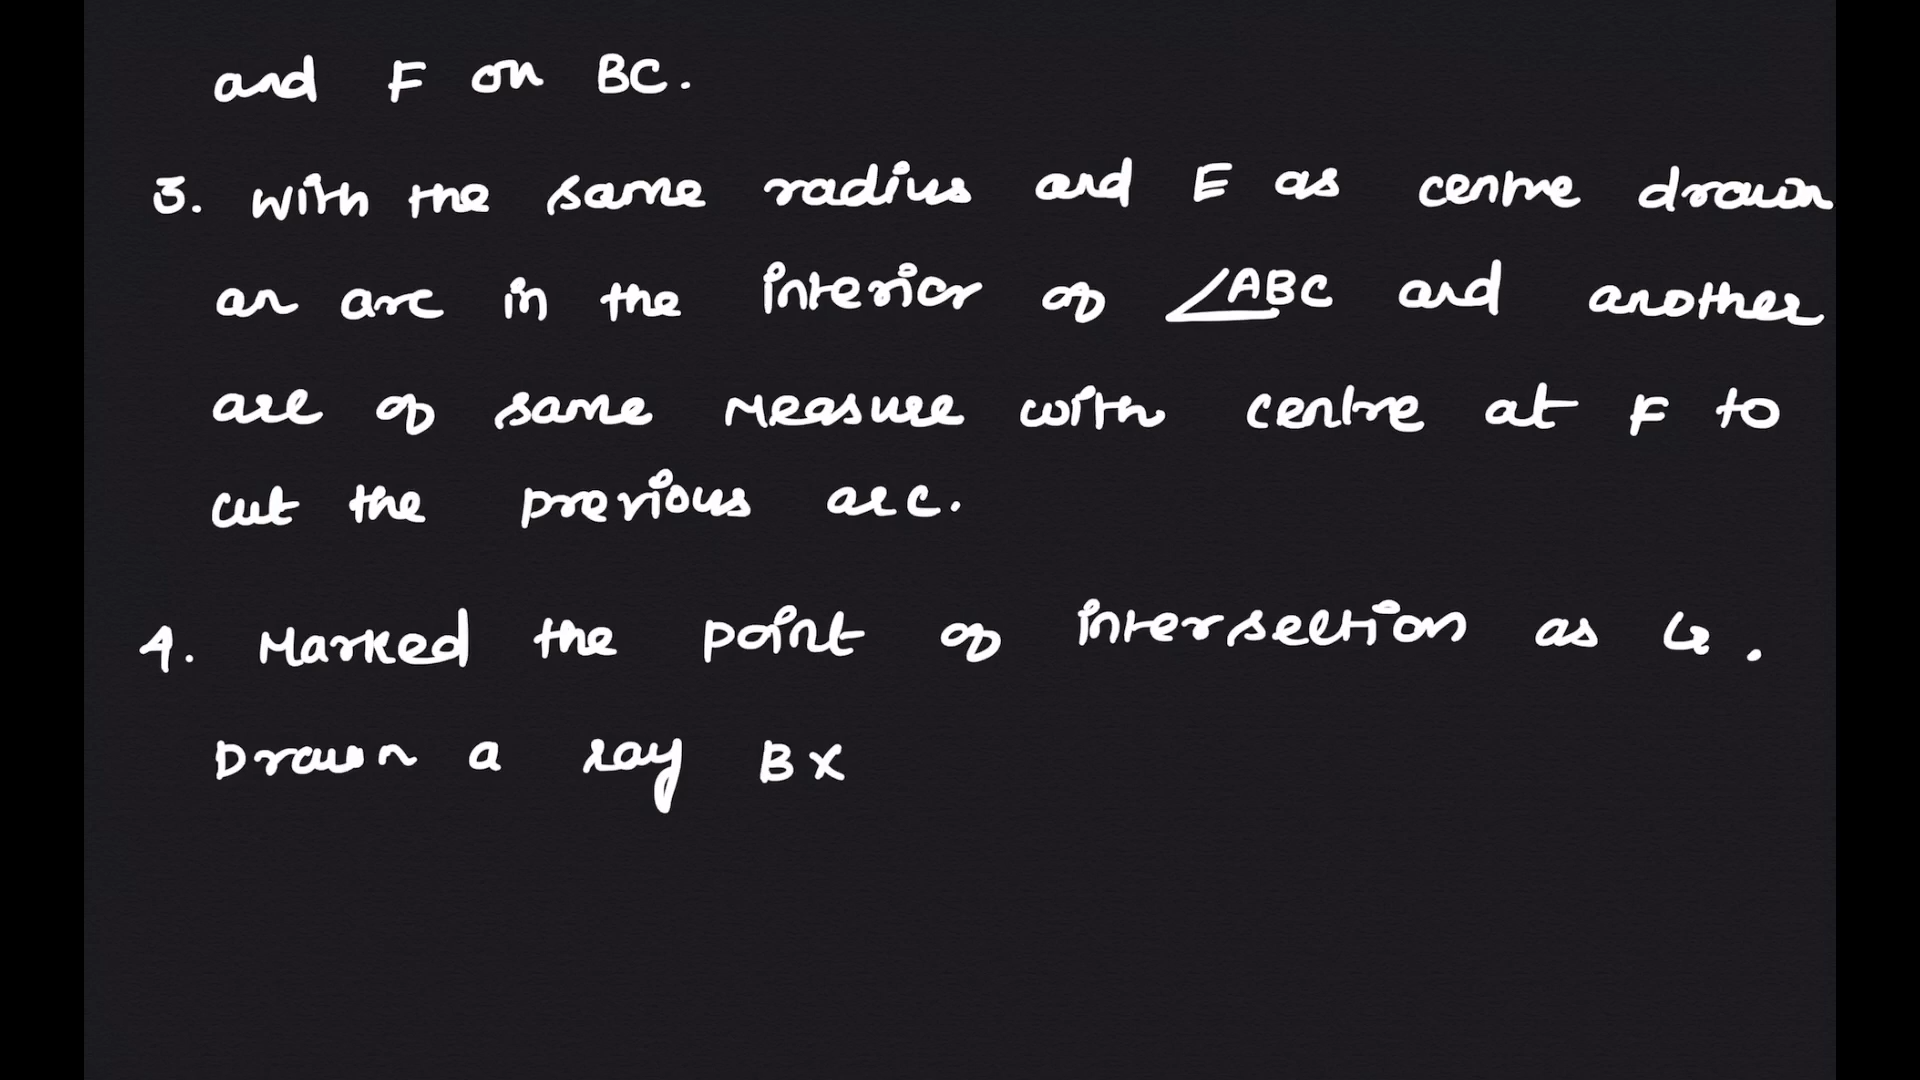 and F on BC.
3. With the same radius and E as centre drawn
an arc in the interior of ∠ABC and another
arc of same measure with centre at F to
cut the previous arc.
4. Marked the point of intersection as G.
Drawn a ray BX